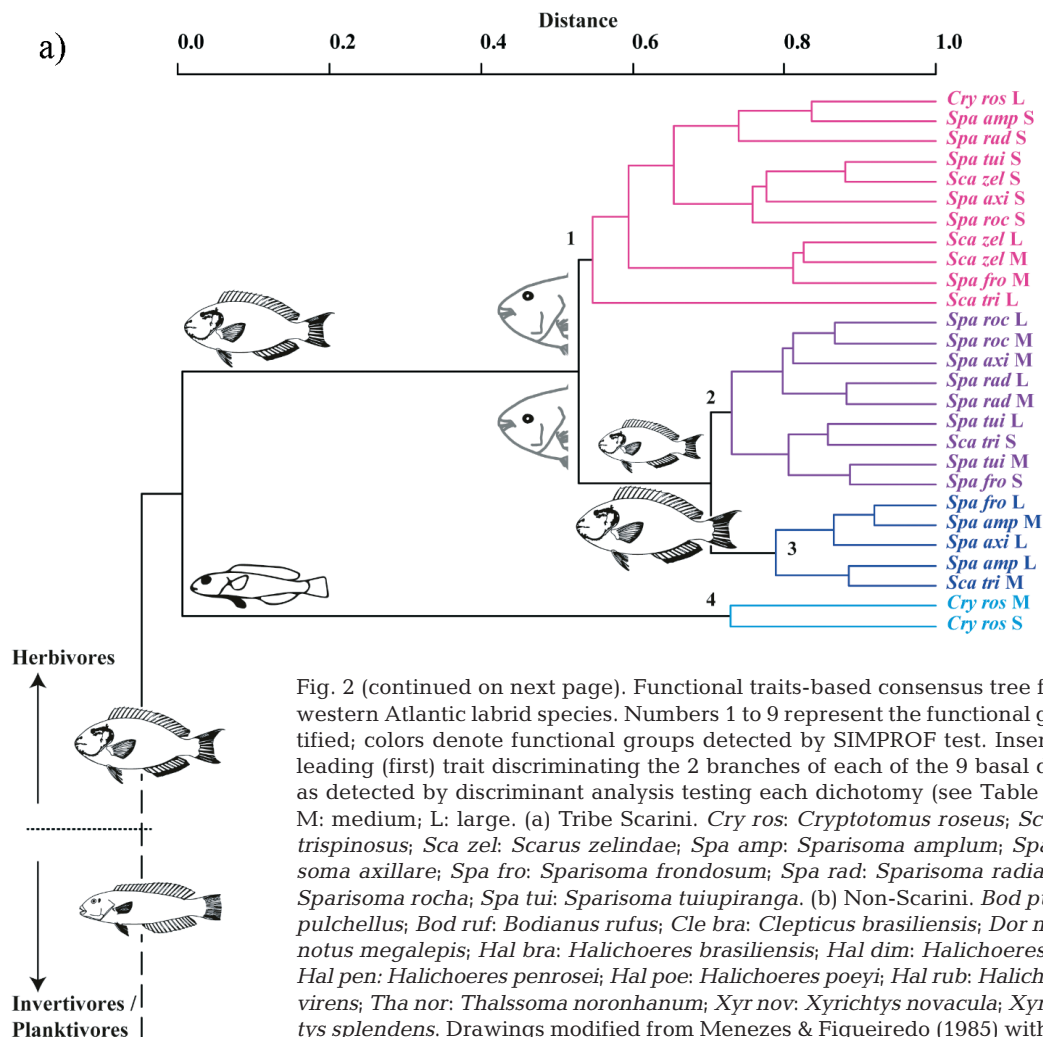 a)
Distance
0.0 0.2 0.4 0.6 0.8 1.0
Cry ros L
Spa amp S
Spa rad S
Spa tui S
Sca zel S
Spa axi S
Spa roc S
1
Sca zel L
Sca zel M
Spa fro M
Sca tri L
Spa roc L
Spa roc M
Spa axi M
Spa rad L
2
Spa rad M
Spa tui L
Sca tri S
Spa tui M
Spa fro S
Spa fro L
Spa amp M
3
Spa axi L
Spa amp L
Sca tri M
4
Cry ros M
Cry ros S
Herbivores
Invertivores /
Planktivores
Fig. 2 (continued on next page). Functional traits-based consensus tree f
western Atlantic labrid species. Numbers 1 to 9 represent the functional g
tified; colors denote functional groups detected by SIMPROF test. Inser
leading (first) trait discriminating the 2 branches of each of the 9 basal d
as detected by discriminant analysis testing each dichotomy (see Table
M: medium; L: large. (a) Tribe Scarini. Cry ros: Cryptotomus roseus; Sc
trispinosus; Sca zel: Scarus zelindae; Spa amp: Sparisoma amplum; Spa
soma axillare; Spa fro: Sparisoma frondosum; Spa rad: Sparisoma radia
Sparisoma rocha; Spa tui: Sparisoma tuiupiranga. (b) Non-Scarini. Bod p
pulchellus; Bod ruf: Bodianus rufus; Cle bra: Clepticus brasiliensis; Dor m
notus megalepis; Hal bra: Halichoeres brasiliensis; Hal dim: Halichoeres
Hal pen: Halichoeres penrosei; Hal poe: Halichoeres poeyi; Hal rub: Halich
virens; Tha nor: Thalssoma noronhanum; Xyr nov: Xyrichtys novacula; Xyr
tys splendens. Drawings modified from Menezes & Figueiredo (1985) with